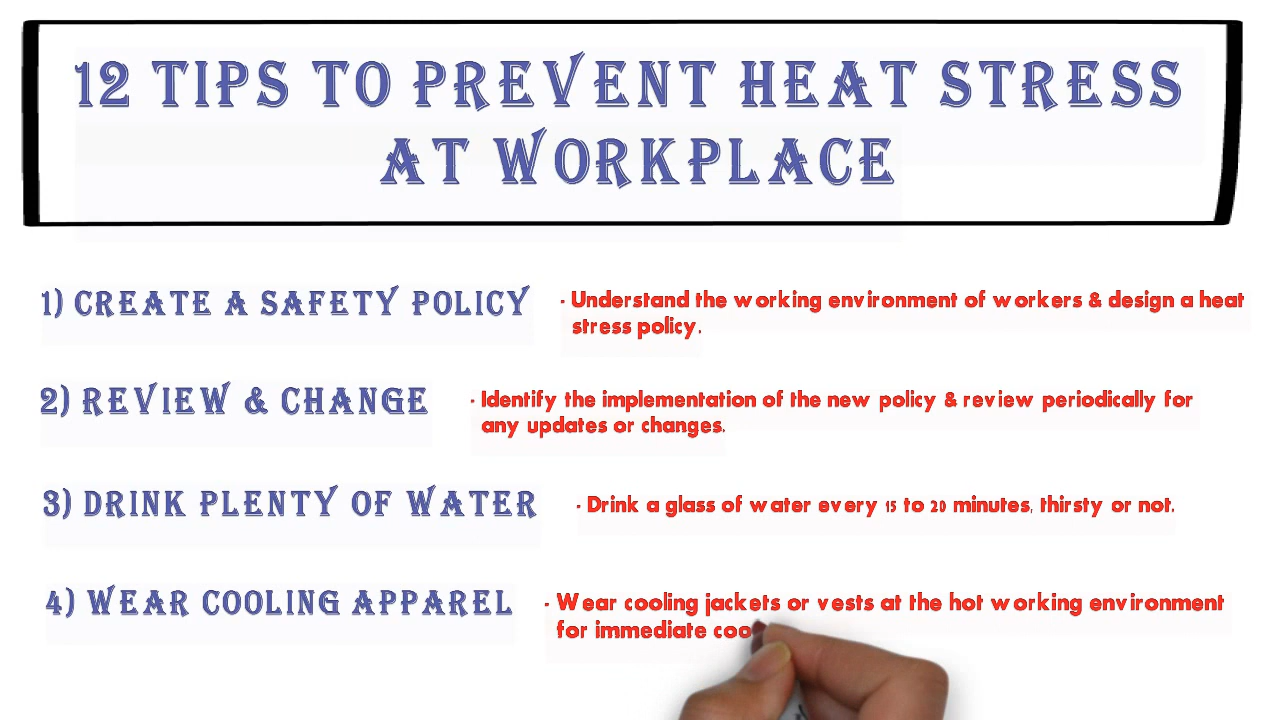 12 TIPS TO PREVENT HEAT STRESS
AT WORKPLACE
1) CREATE A SAFETY POLICY
- Understand the working environment of workers & design a heat
stress policy.
2) REVIEW & CHANGE
- Identify the implementation of the new policy & review periodically for
any updates or changes.
3) DRINK PLENTY OF WATER
- Drink a glass of water every 15 to 20 minutes, thirsty or not.
4) WEAR COOLING APPAREL
- Wear cooling jackets or vests at the hot working environment
for immediate coo